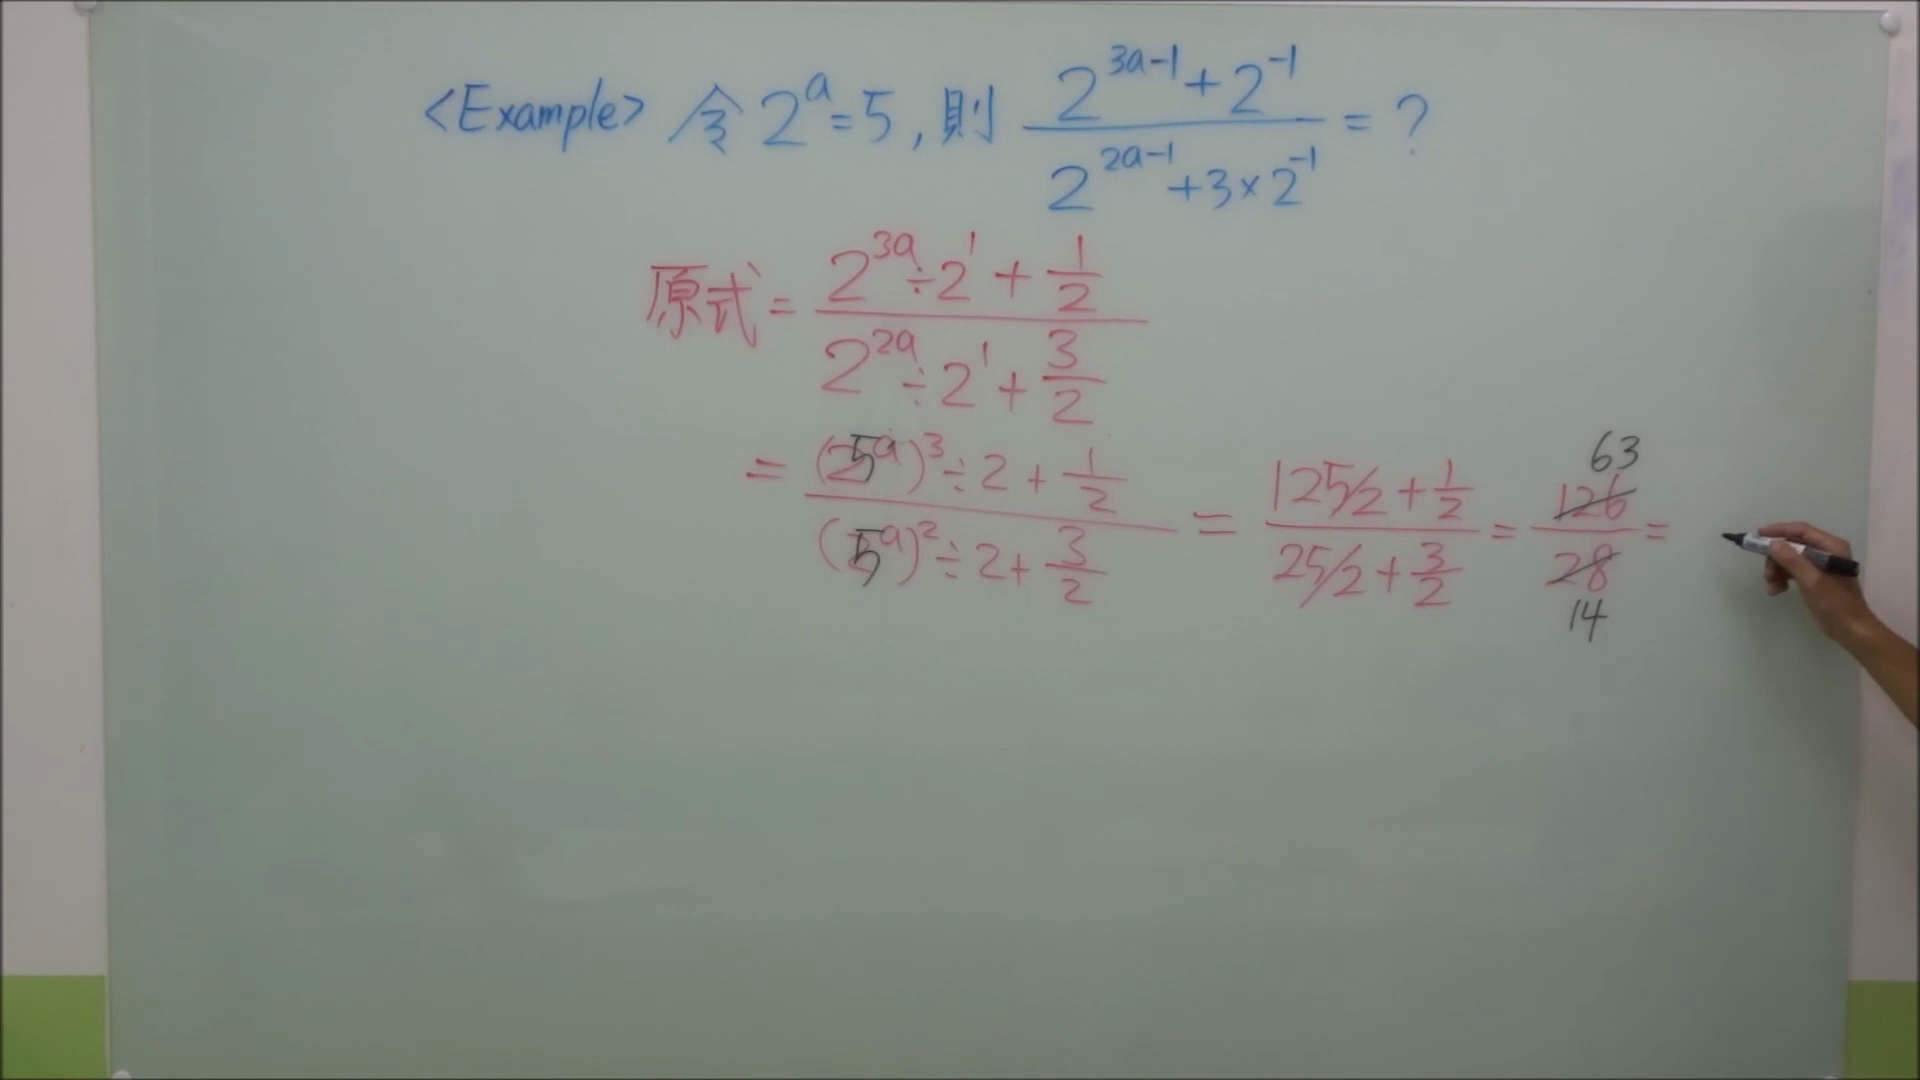 <Example> 令 2^a = 5, 則 (2^(3a-1) + 2^-1) / (2^(2a-1) + 3 × 2^-1) = ?
原式 = (2^(3a) ÷ 2^1 + 1/2) / (2^(2a) ÷ 2^1 + 3/2)
= ((5^a)^3 ÷ 2 + 1/2) / ((5^a)^2 ÷ 2 + 3/2) = (125/2 + 1/2) / (25/2 + 3/2) = 126/28 =
63
14